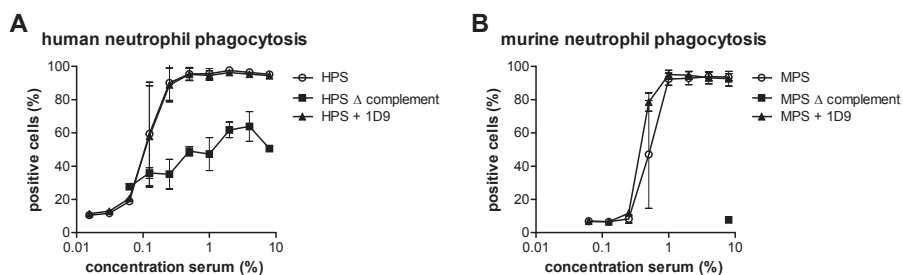 A
human neutrophil phagocytosis
100
80
60
40
20
0
0.01
0.1
1
10
positive cells (%)
concentration serum (%)
HPS
HPS Δ complement
HPS + 1D9
B
murine neutrophil phagocytosis
100
80
60
40
20
0
0.01
0.1
1
10
positive cells (%)
concentration serum (%)
MPS
MPS Δ complement
MPS + 1D9